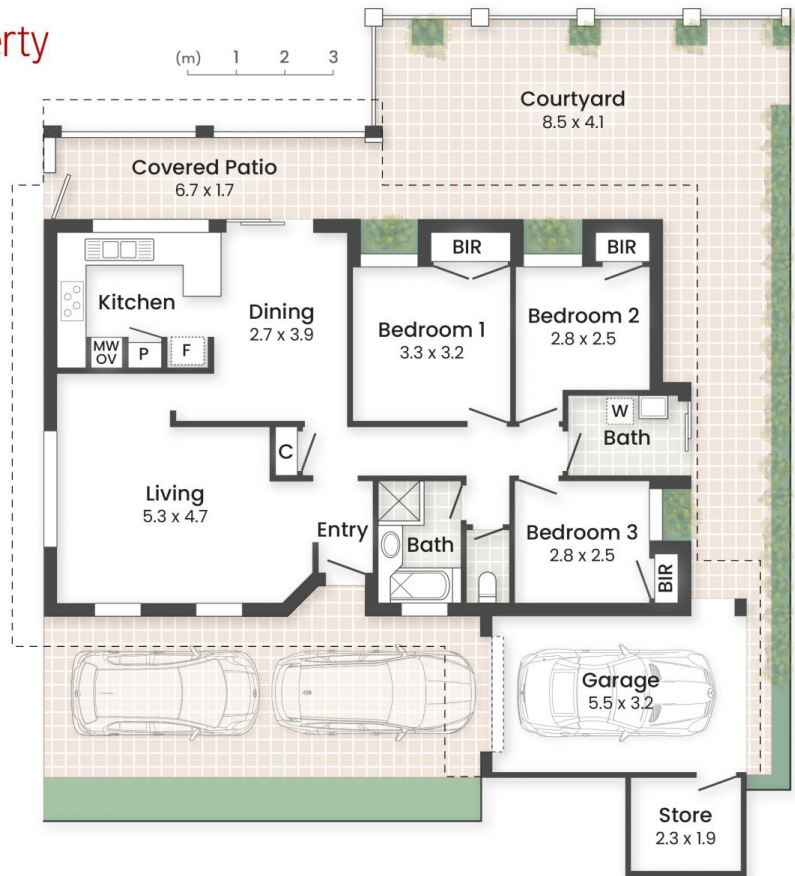 erty
(m) 1 2 3
Courtyard
8.5 x 4.1
Covered Patio
6.7 x 1.7
BIR
BIR
Kitchen
Dining
2.7 x 3.9
Bedroom 1
3.3 x 3.2
Bedroom 2
2.8 x 2.5
MW
OV
P
F
W
Bath
C
Living
5.3 x 4.7
Entry
Bath
Bedroom 3
2.8 x 2.5
BIR
Garage
5.5 x 3.2
Store
2.3 x 1.9